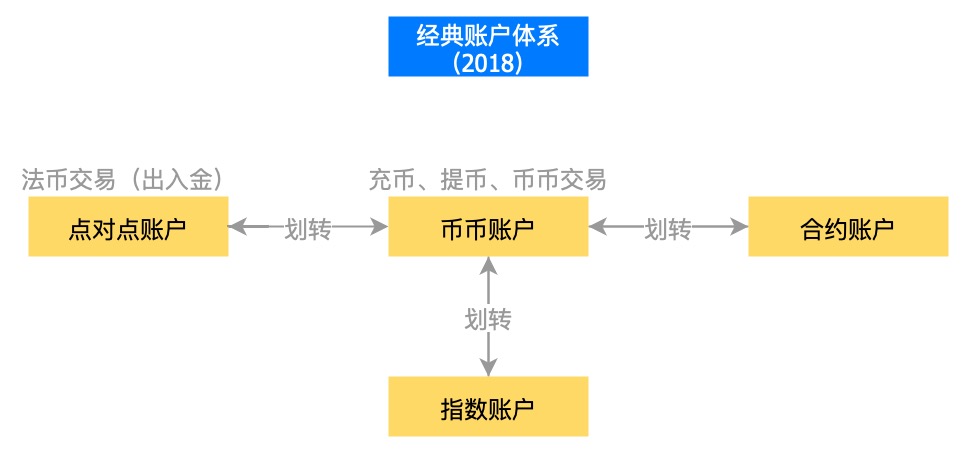 经典账户体系
（2018）
法币交易（出入金）
充币、提币、币币交易
点对点账户
划转
币币账户
划转
合约账户
划转
指数账户